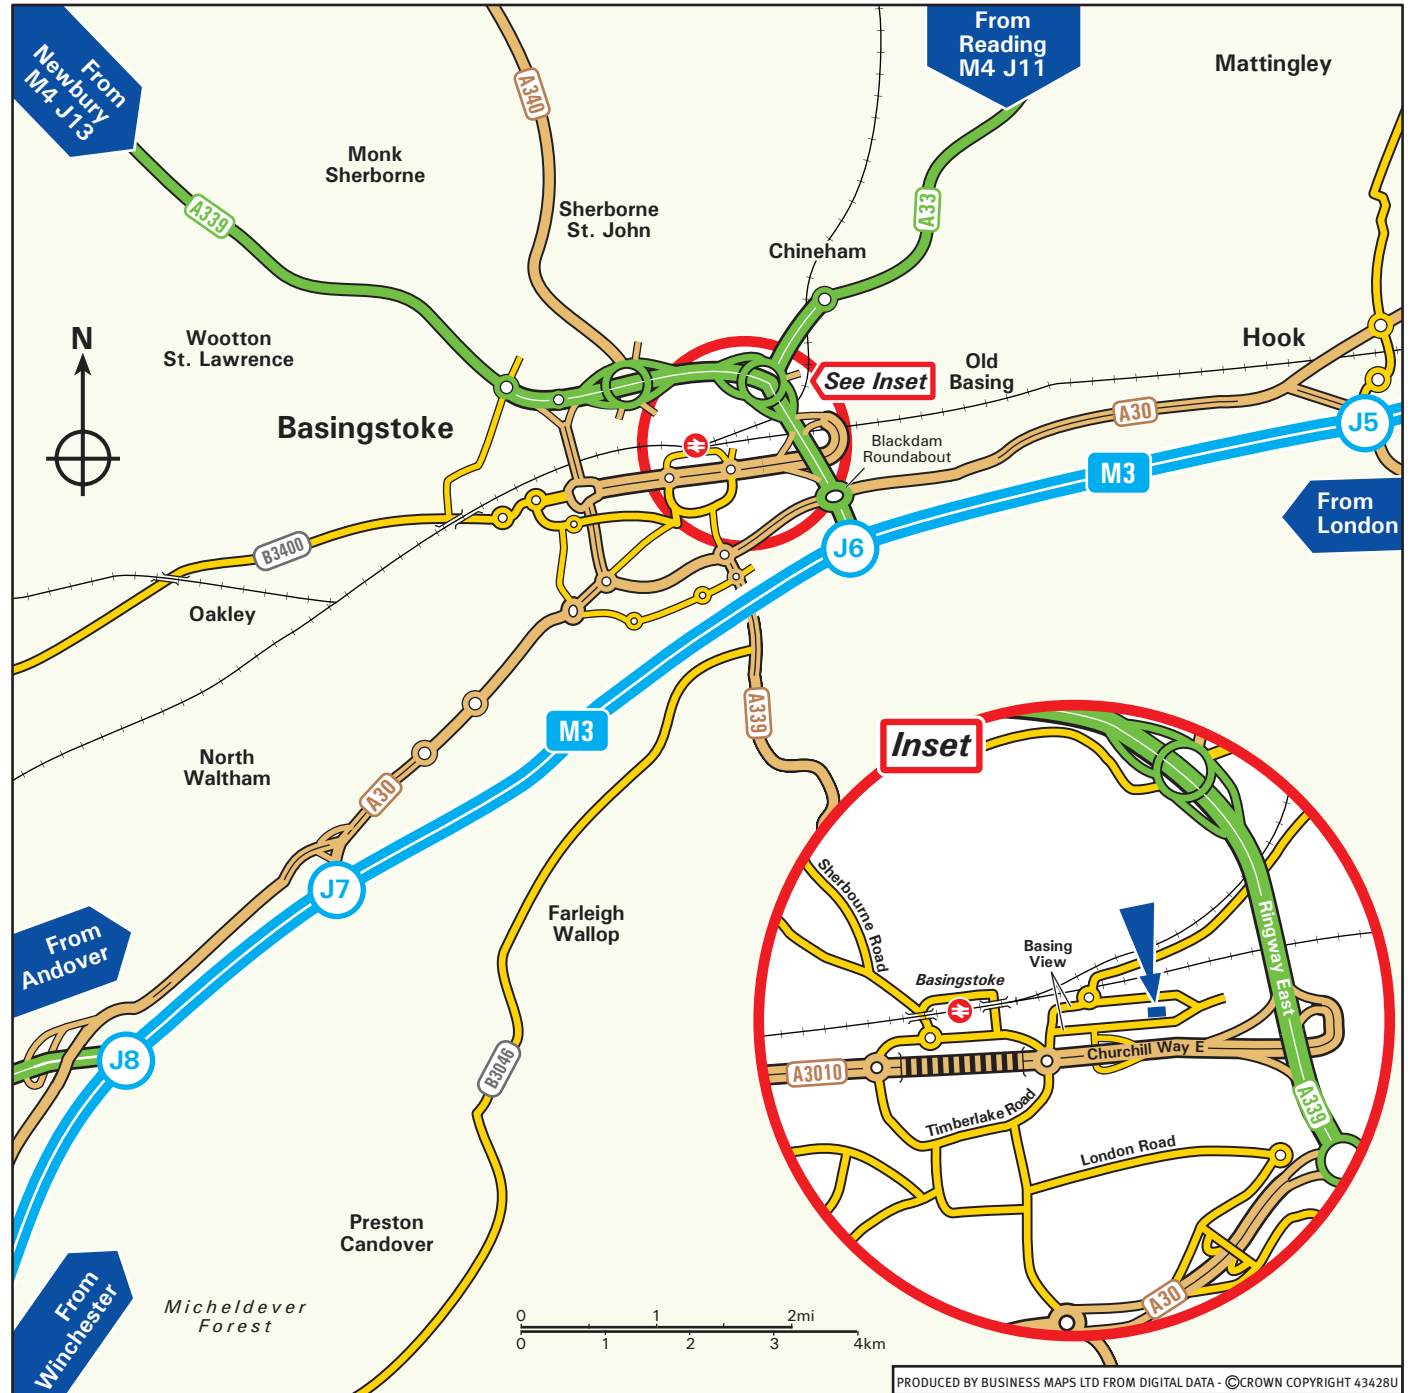 From
Newbury
M4 J13
From
Reading
M4 J11
Mattingley
A340
Monk
Sherborne
A339
Sherborne
St. John
A33
Chineham
N
Wootton
St. Lawrence
Hook
See Inset
Old
Basing
A30
Basingstoke
J5
Blackdam
Roundabout
M3
From
London
B3400
J6
Oakley
A339
M3
Inset
North
Waltham
A30
J7
Sherbourne Road
Farleigh
Wallop
Ringway East
From
Andover
Basing
View
Basingstoke
J8
B3046
Churchill Way E
A3010
A339
Timberlake Road
London Road
Preston
Candover
A30
From
Winchester
Micheldever
Forest
0 1 2mi
0 1 2 3 4km
PRODUCED BY BUSINESS MAPS LTD FROM DIGITAL DATA - ©CROWN COPYRIGHT 43428U